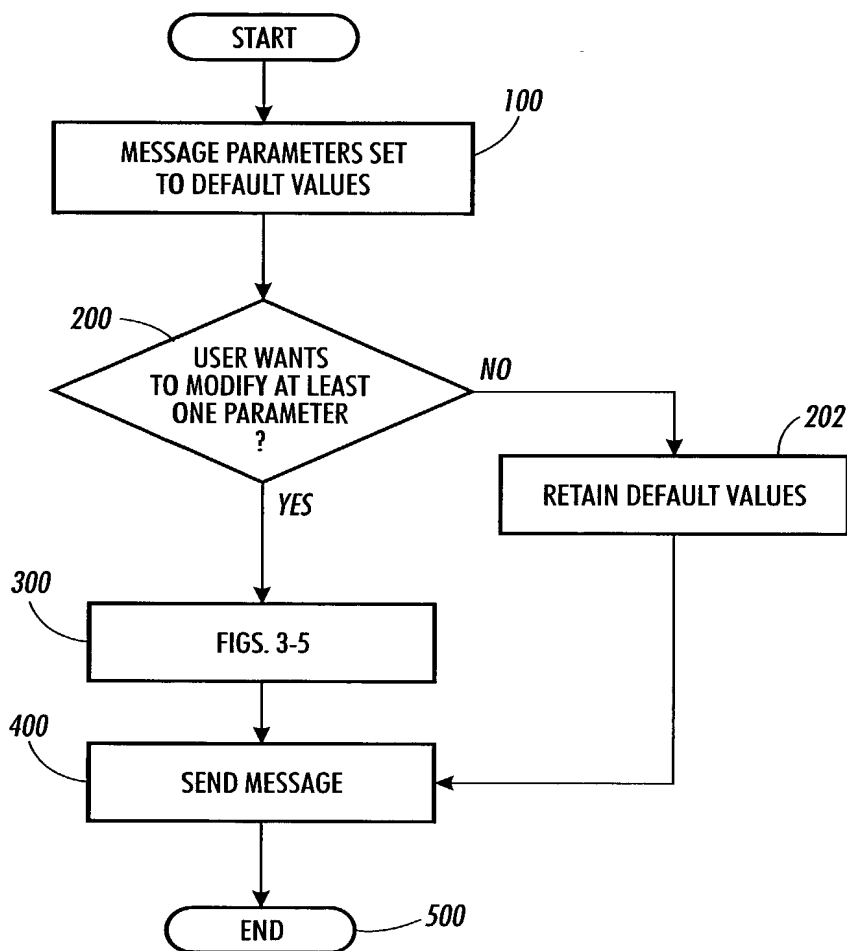 START
100
MESSAGE PARAMETERS SET
TO DEFAULT VALUES
200
USER WANTS
TO MODIFY AT LEAST
ONE PARAMETER
?
NO
202
RETAIN DEFAULT VALUES
YES
300
FIGS. 3-5
400
SEND MESSAGE
END
500